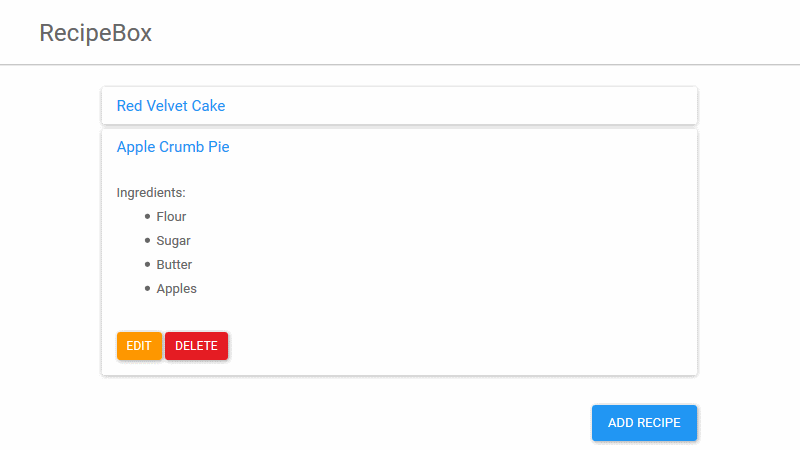 RecipeBox
Red Velvet Cake
Apple Crumb Pie
Ingredients:
Flour
Sugar
Butter
Apples
EDIT DELETE
ADD RECIPE